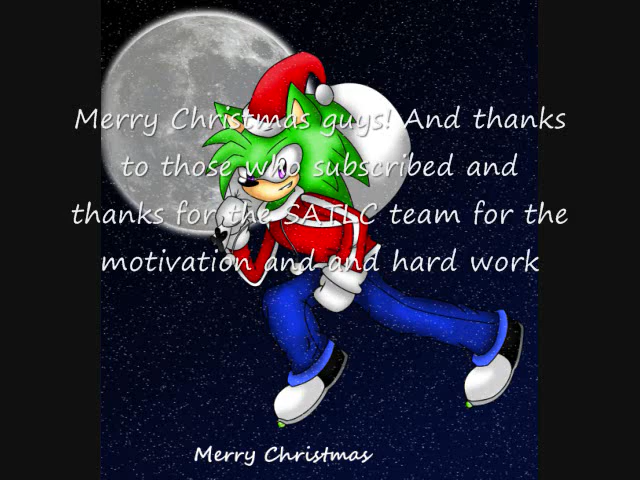 Merry Christmas guys! And thanks
to those who subscribed and
thanks for the SATLC team for the
motivation and and hard work
Merry Christmas